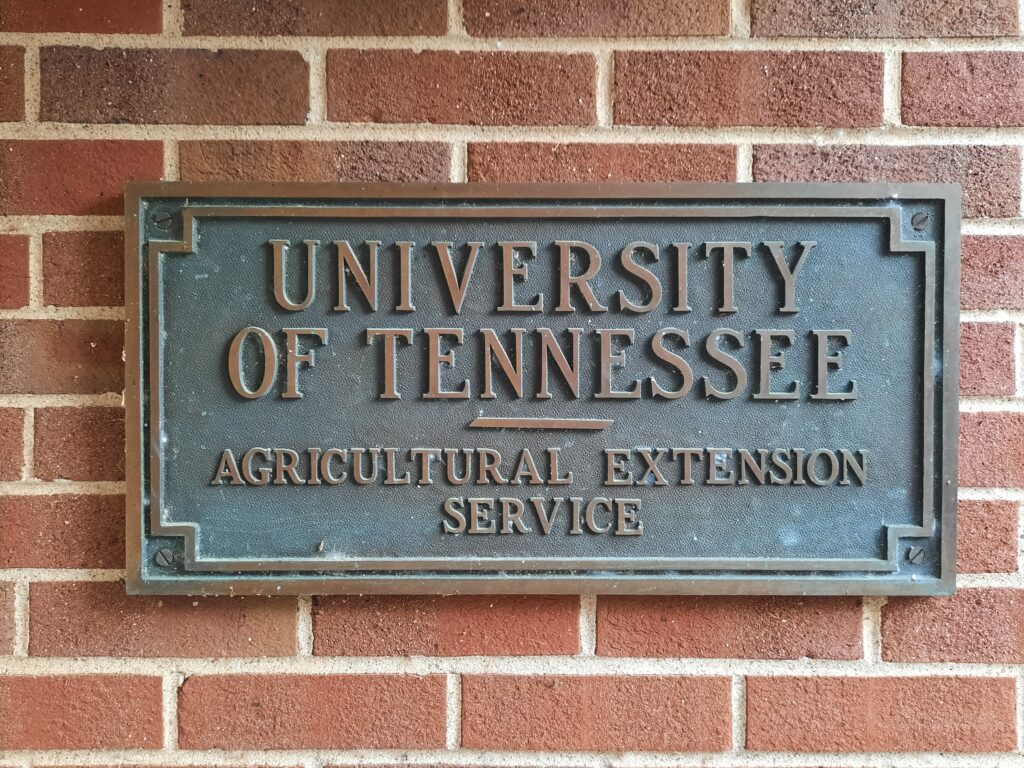 UNIVERSITY
OF TENNESSEE
AGRICULTURAL EXTENSION
SERVICE